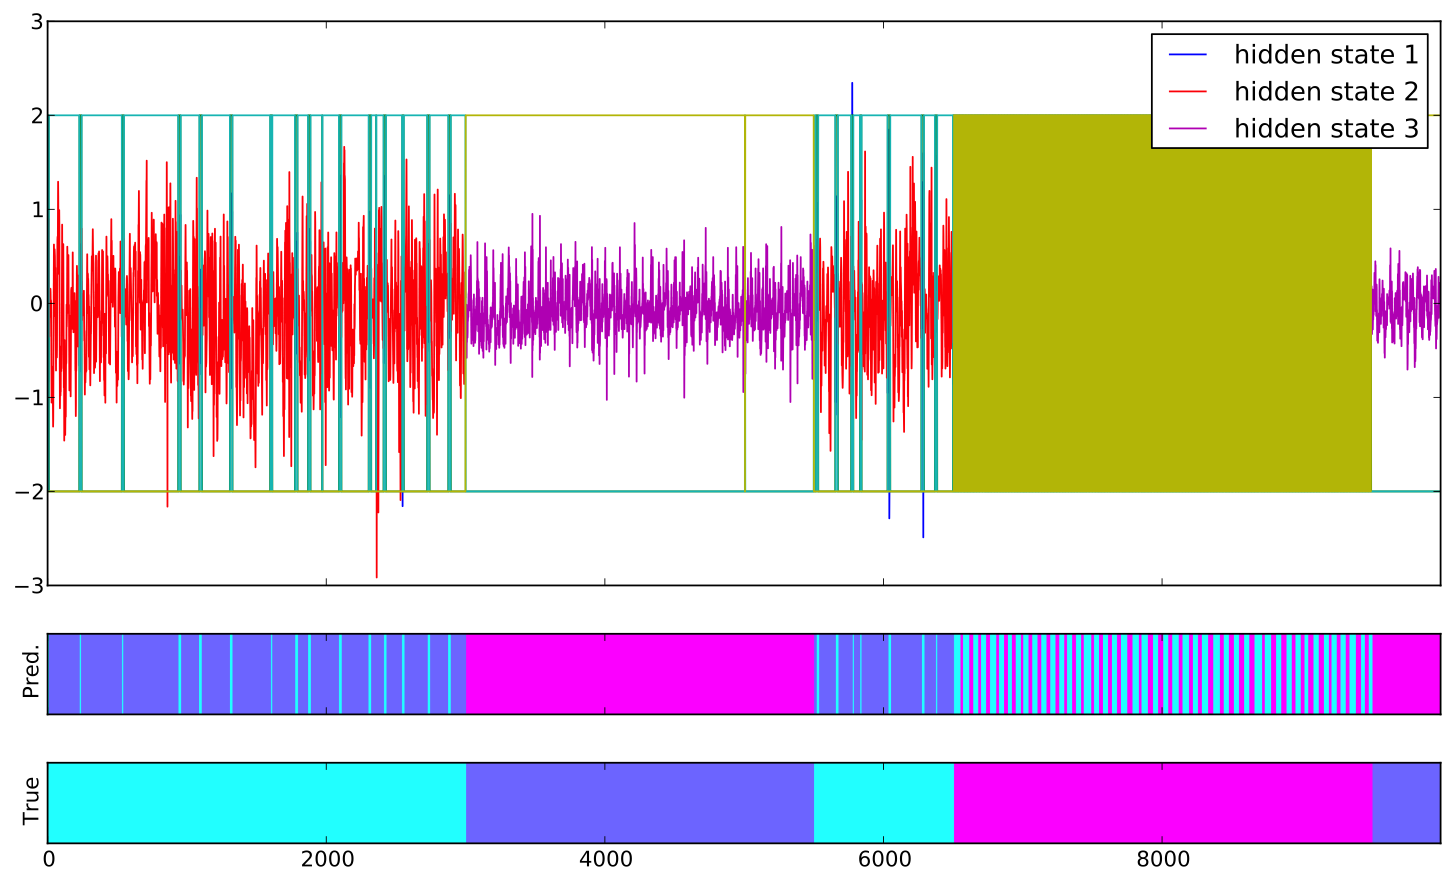 3
2
1
0
−1
−2
−3
hidden state 1
hidden state 2
hidden state 3
Pred.
True
0
2000
4000
6000
8000